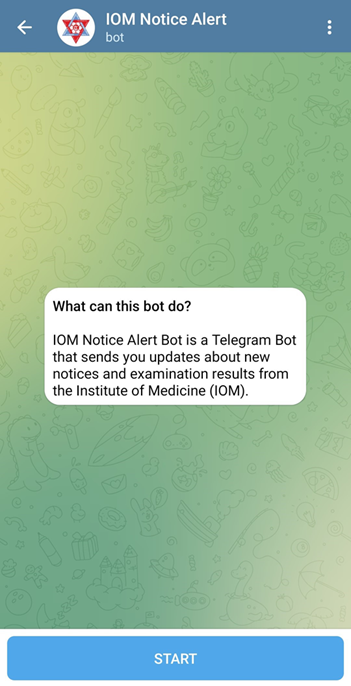 IOM Notice Alert
bot
What can this bot do?
IOM Notice Alert Bot is a Telegram Bot
that sends you updates about new
notices and examination results from
the Institute of Medicine (IOM).
START